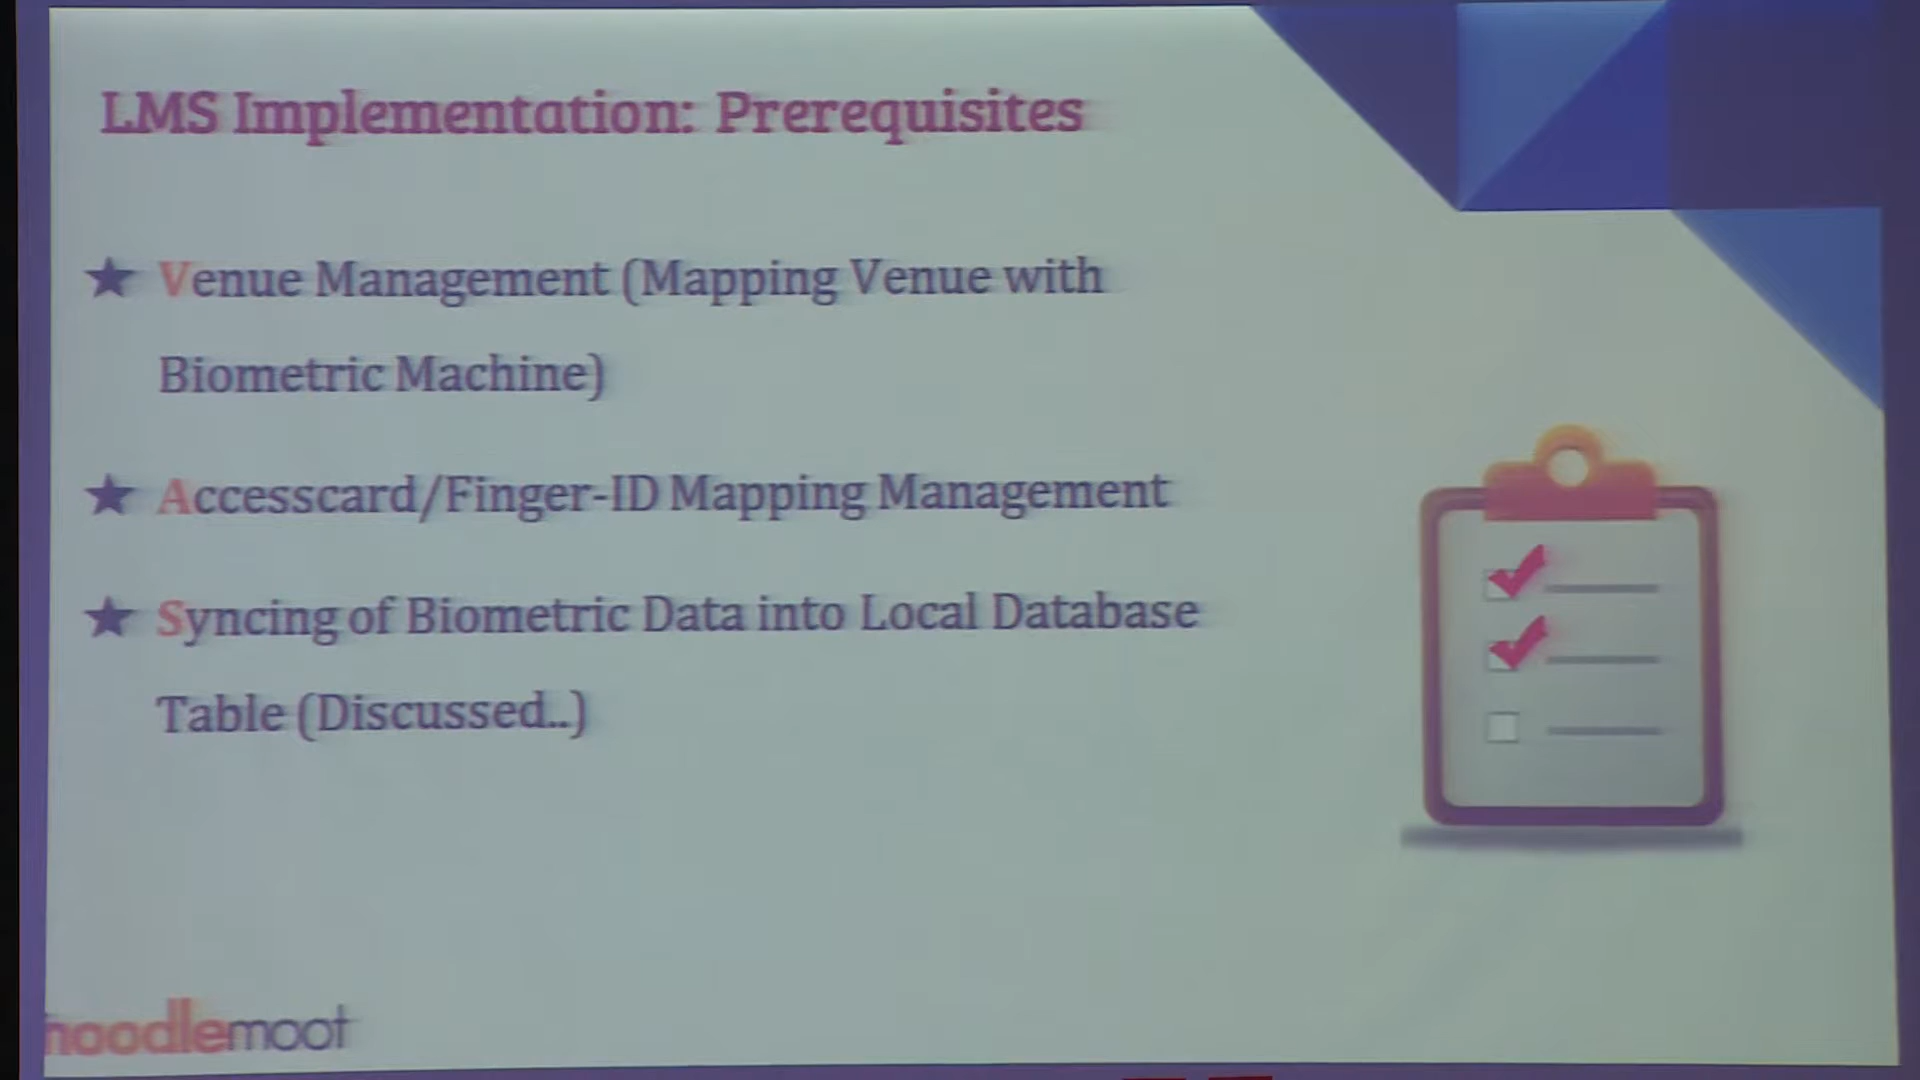 LMS Implementation: Prerequisites
★ Venue Management (Mapping Venue with
Biometric Machine)
★ Accesscard/Finger-ID Mapping Management
★ Syncing of Biometric Data into Local Database
Table (Discussed..)
moodlemoot